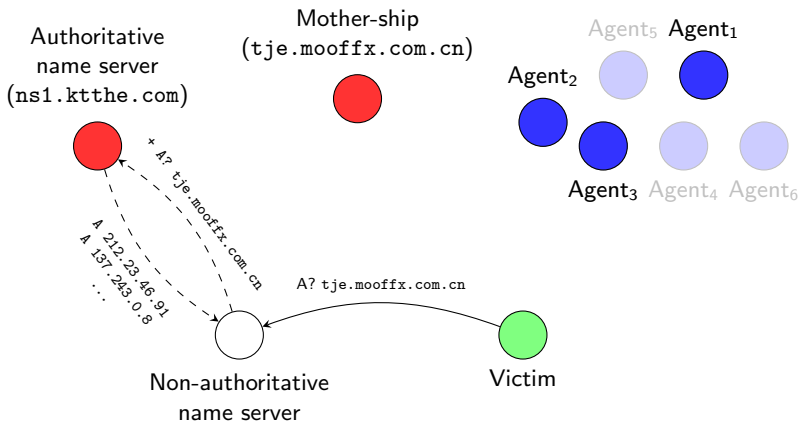 Authoritative
name server
(ns1.ktthe.com)
Mother-ship
(tje.mooffx.com.cn)
Agent₅
Agent₁
Agent₂
Agent₃
Agent₄
Agent₆
+ A? tje.mooffx.com.cn
A 212.23.46.91
A 137.243.0.8
...
A? tje.mooffx.com.cn
Non-authoritative
name server
Victim